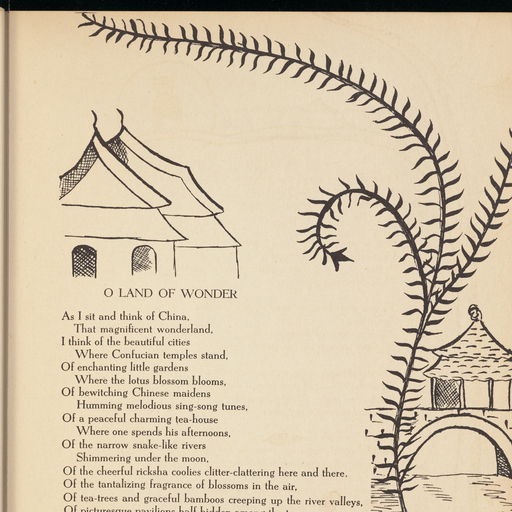 O LAND OF WONDER
As I sit and think of China,
That magnificent wonderland,
I think of the beautiful cities
Where Confucian temples stand,
Of enchanting little gardens
Where the lotus blossom blooms,
Of bewitching Chinese maidens
Humming melodious sing-song tunes,
Of a peaceful charming tea-house
Where one spends his afternoons,
Of the narrow snake-like rivers
Shimmering under the moon,
Of the cheerful ricksha coolies clitter-clattering here and there.
Of the tantalizing fragrance of blossoms in the air,
Of tea-trees and graceful bamboos creeping up the river valleys,
Of picturesque pavilions half hidden among the